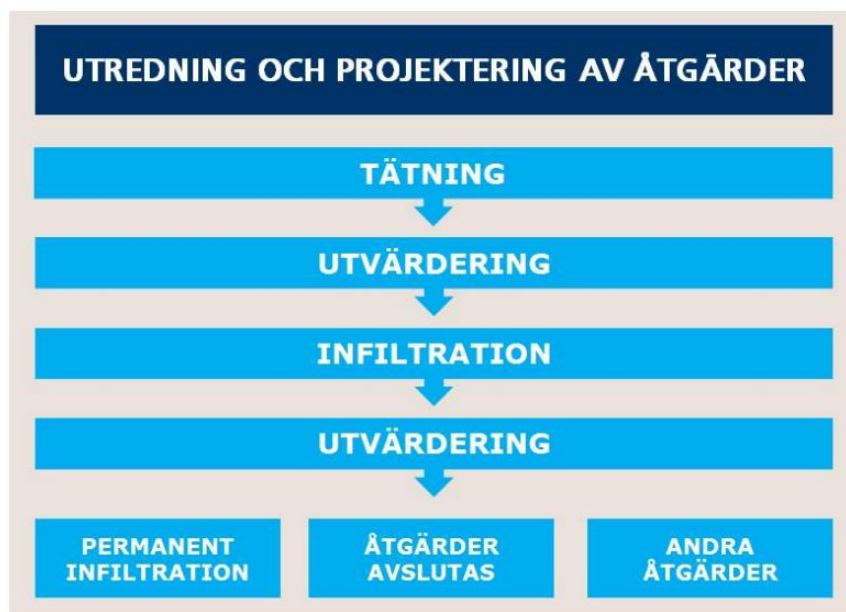 UTREDNING OCH PROJEKTERING AV ÅTGÄRDER
TÄTNING
UTVÄRDERING
INFILTRATION
UTVÄRDERING
PERMANENT
INFILTRATION
ÅTGÄRDER
AVSLUTAS
ANDRA
ÅTGÄRDER